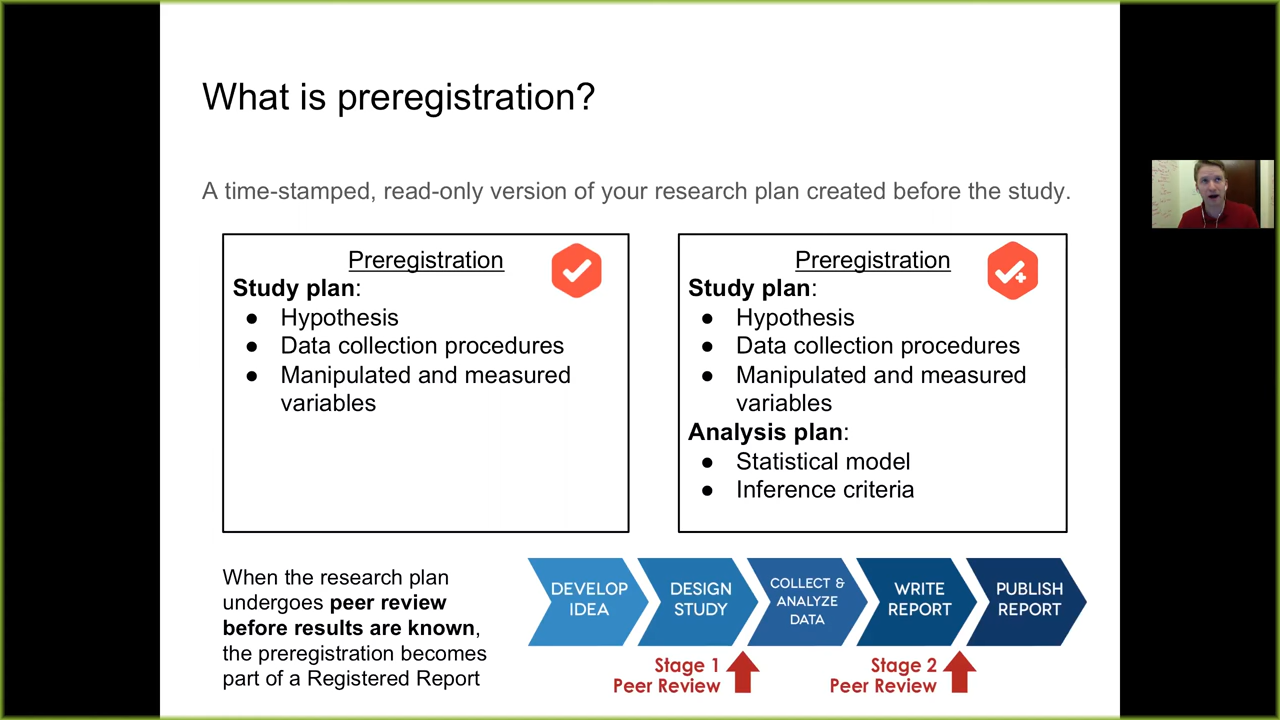 What is preregistration?
A time-stamped, read-only version of your research plan created before the study.
Preregistration
Study plan:
● Hypothesis
● Data collection procedures
● Manipulated and measured
variables
Preregistration
Study plan:
● Hypothesis
● Data collection procedures
● Manipulated and measured
variables
Analysis plan:
● Statistical model
● Inference criteria
When the research plan
undergoes peer review
before results are known,
the preregistration becomes
part of a Registered Report
DEVELOP
IDEA
DESIGN
STUDY
COLLECT &
ANALYZE
DATA
WRITE
REPORT
PUBLISH
REPORT
Stage 1
Peer Review
Stage 2
Peer Review